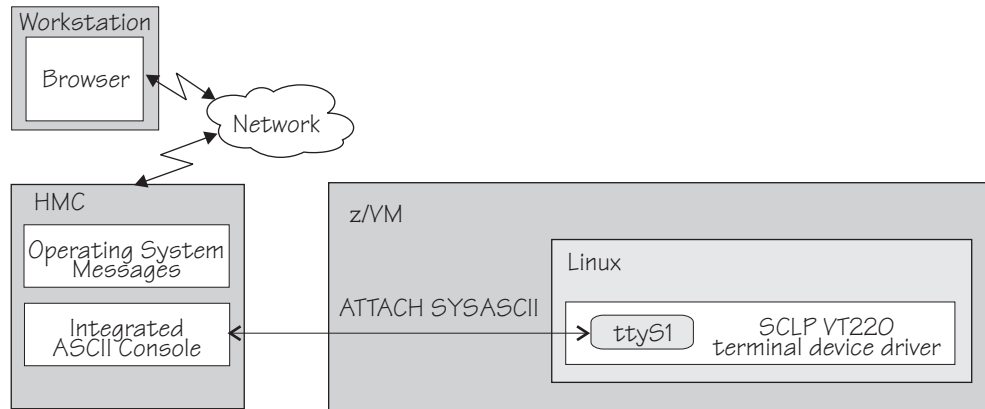 Workstation
Browser
Network
HMC
Operating System
Messages
Integrated
ASCII Console
z/VM
ATTACH SYSASCII
Linux
ttyS1
SCLP VT220
terminal device driver